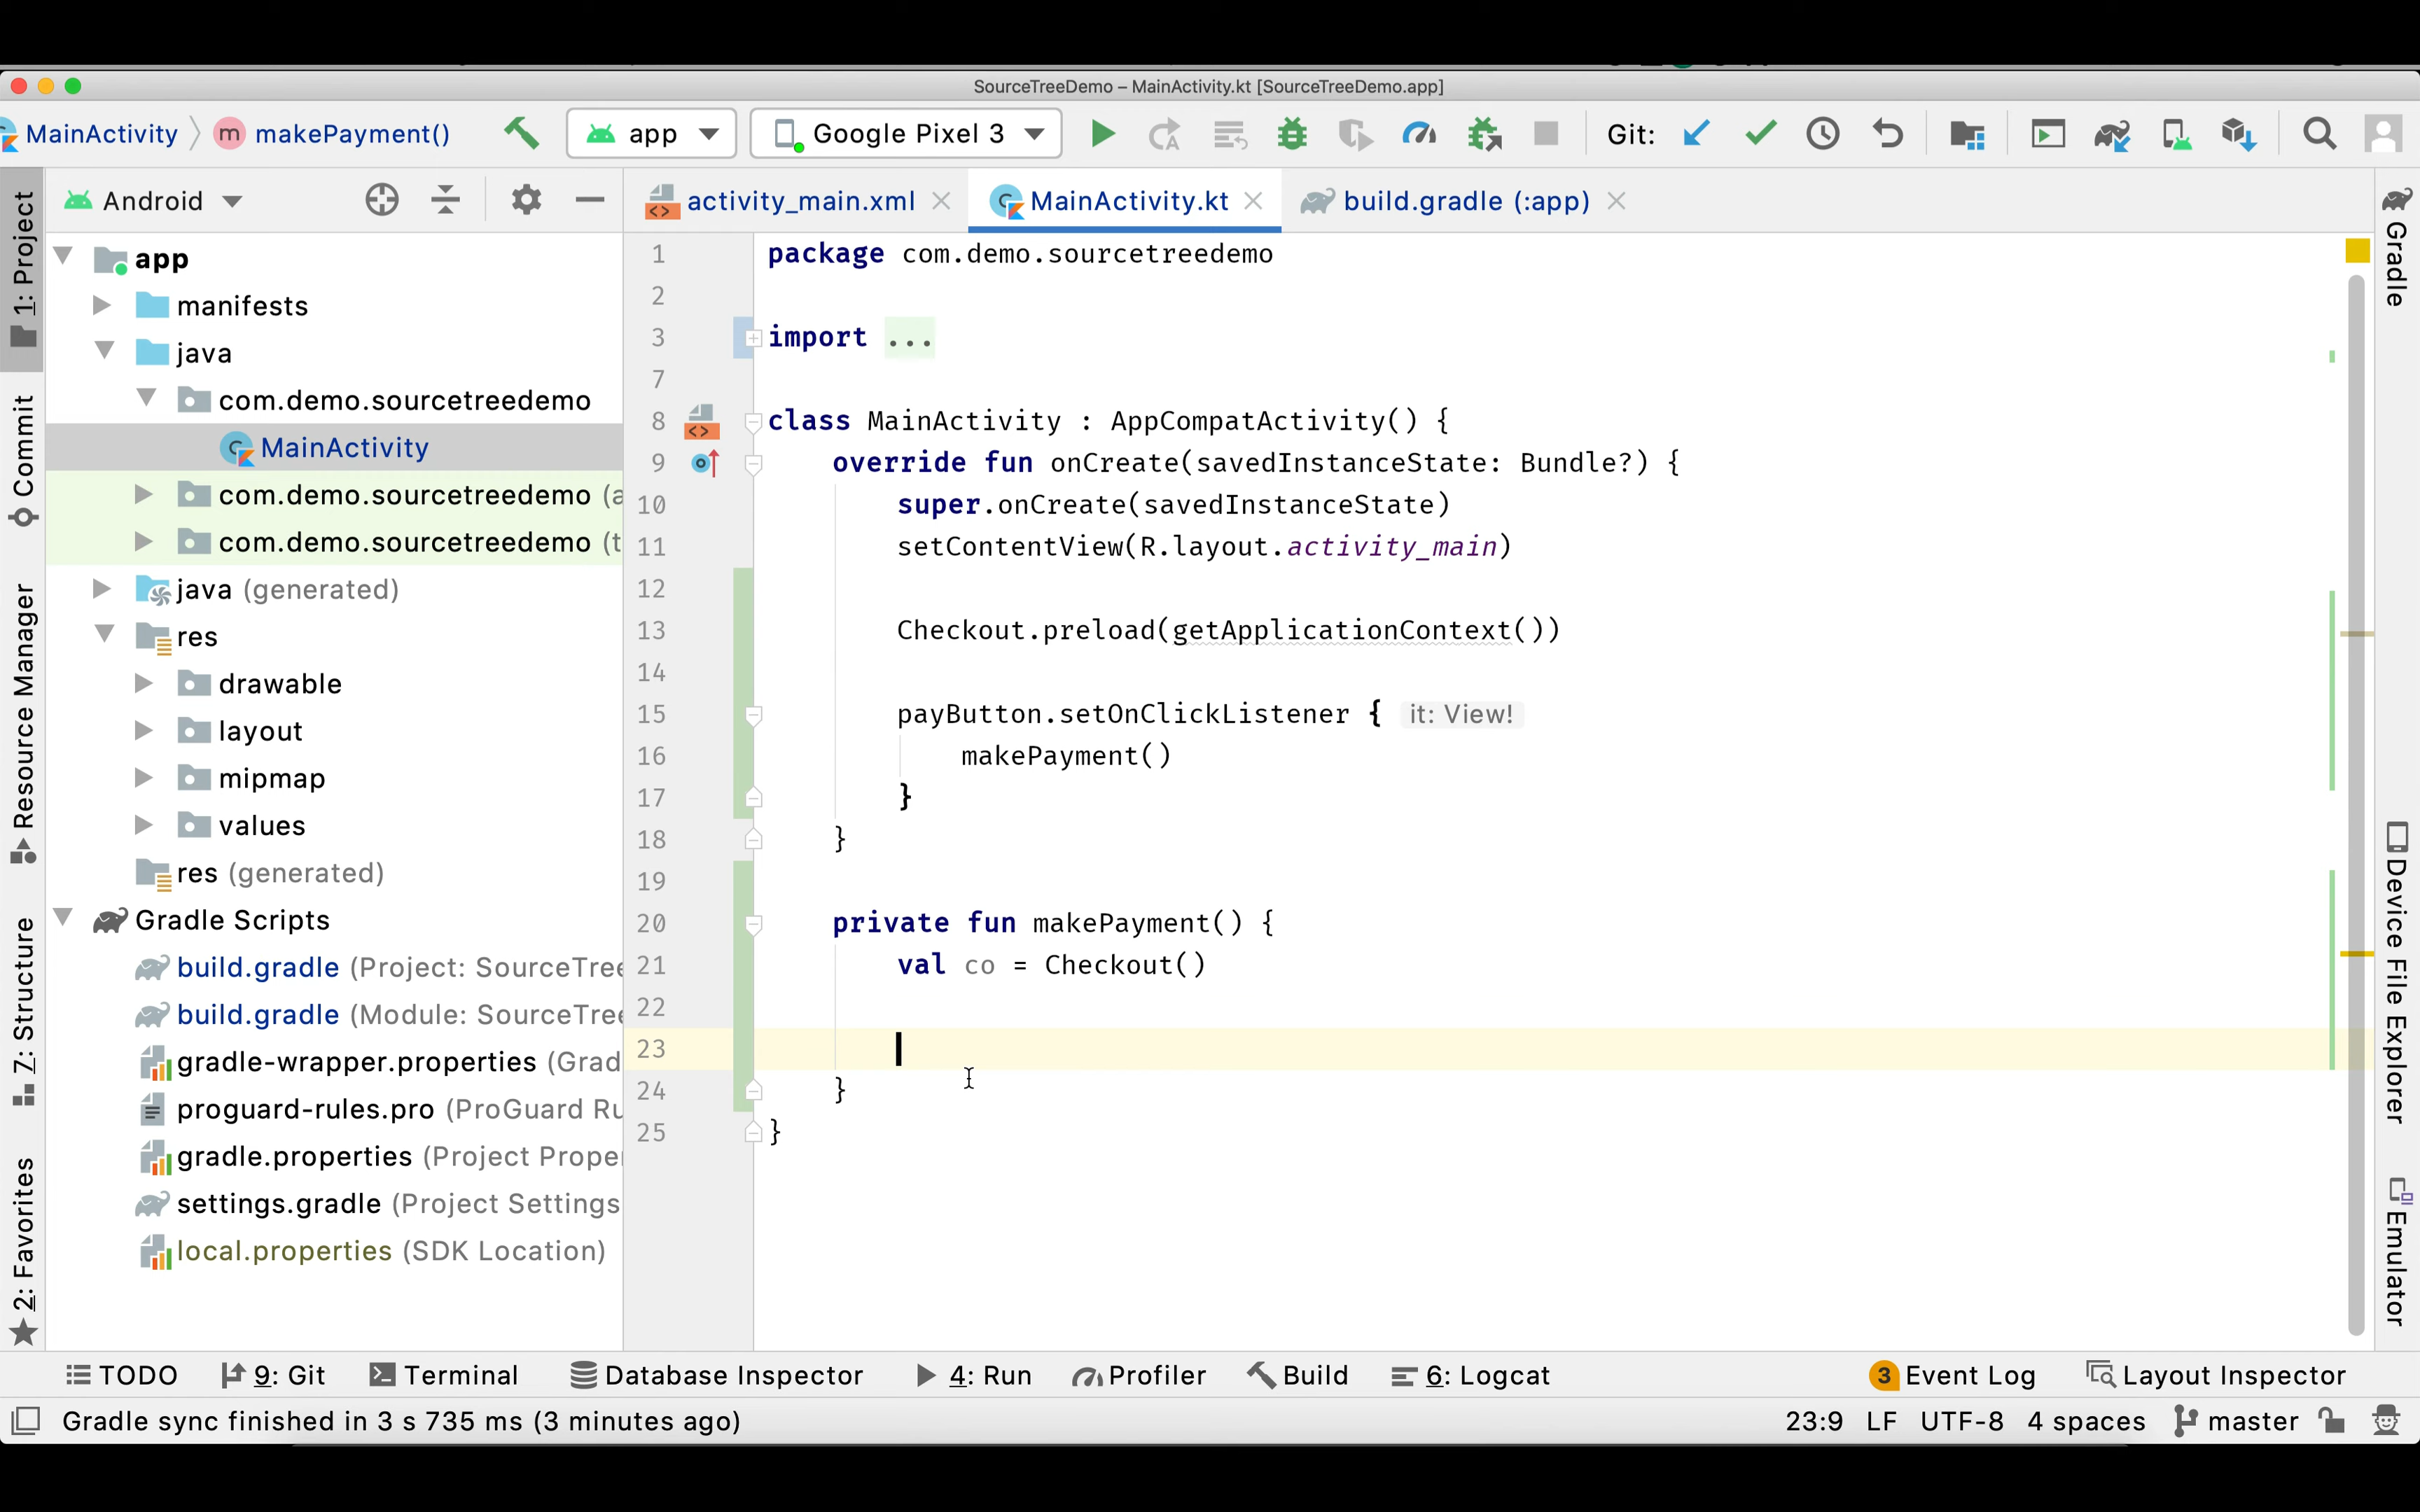 SourceTreeDemo – MainActivity.kt [SourceTreeDemo.app]
MainActivity m makePayment() app Google Pixel 3 Git:
Android activity_main.xml MainActivity.kt build.gradle (:app)
1: Project
Commit
Resource Manager
7: Structure
2: Favorites
app
manifests
java
com.demo.sourcetreedemo
MainActivity
com.demo.sourcetreedemo (a
com.demo.sourcetreedemo (t
java (generated)
res
drawable
layout
mipmap
values
res (generated)
Gradle Scripts
build.gradle (Project: SourceTree
build.gradle (Module: SourceTree
gradle-wrapper.properties (Grad
proguard-rules.pro (ProGuard Ru
gradle.properties (Project Proper
settings.gradle (Project Settings
local.properties (SDK Location)
1 package com.demo.sourcetreedemo
2
3 import ...
7
8 class MainActivity : AppCompatActivity() {
9 override fun onCreate(savedInstanceState: Bundle?) {
10 super.onCreate(savedInstanceState)
11 setContentView(R.layout.activity_main)
12
13 Checkout.preload(getApplicationContext())
14
15 payButton.setOnClickListener { it: View!
16 makePayment()
17 }
18 }
19
20 private fun makePayment() {
21 val co = Checkout()
22
23
24 }
25 }
Gradle
Device File Explorer
Emulator
TODO 9: Git Terminal Database Inspector 4: Run Profiler Build 6: Logcat 3 Event Log Layout Inspector
Gradle sync finished in 3 s 735 ms (3 minutes ago) 23:9 LF UTF-8 4 spaces master